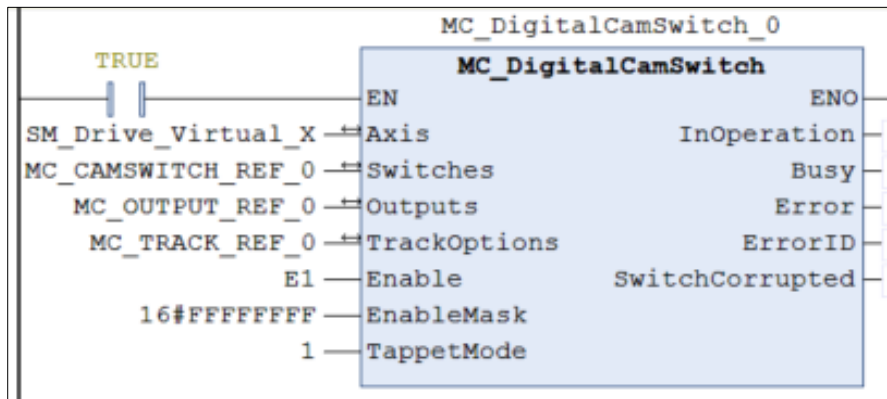 MC_DigitalCamSwitch_0
TRUE
MC_DigitalCamSwitch
EN ENO
SM_Drive_Virtual_X Axis InOperation
MC_CAMSWITCH_REF_0 Switches Busy
MC_OUTPUT_REF_0 Outputs Error
MC_TRACK_REF_0 TrackOptions ErrorID
E1 Enable SwitchCorrupted
16#FFFFFFFF EnableMask
1 TappetMode